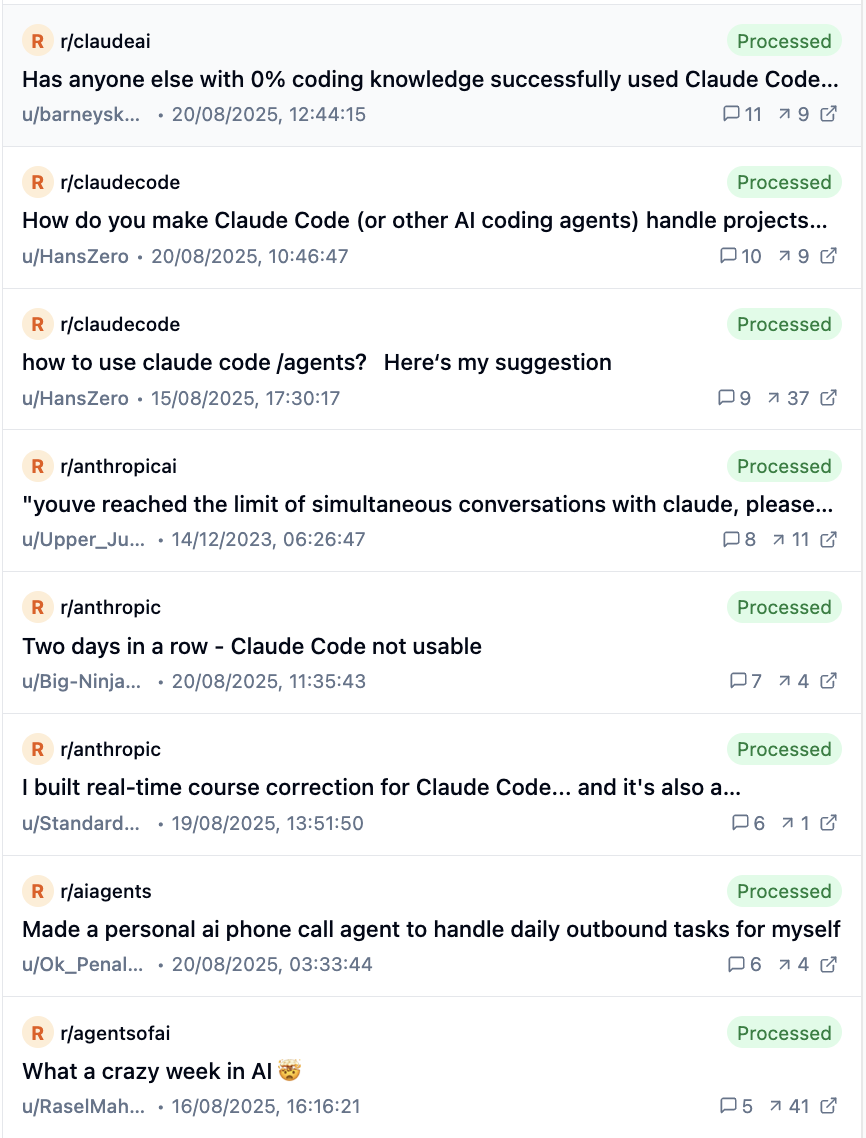 R r/claudeai Processed
Has anyone else with 0% coding knowledge successfully used Claude Code...
u/barneysk... • 20/08/2025, 12:44:15 11 9
R r/claudecode Processed
How do you make Claude Code (or other AI coding agents) handle projects...
u/HansZero • 20/08/2025, 10:46:47 10 9
R r/claudecode Processed
how to use claude code /agents?   Here‘s my suggestion
u/HansZero • 15/08/2025, 17:30:17 9 37
R r/anthropicai Processed
"youve reached the limit of simultaneous conversations with claude, please...
u/Upper_Ju... • 14/12/2023, 06:26:47 8 11
R r/anthropic Processed
Two days in a row - Claude Code not usable
u/Big-Ninja... • 20/08/2025, 11:35:43 7 4
R r/anthropic Processed
I built real-time course correction for Claude Code... and it's also a...
u/Standard... • 19/08/2025, 13:51:50 6 1
R r/aiagents Processed
Made a personal ai phone call agent to handle daily outbound tasks for myself
u/Ok_Penal... • 20/08/2025, 03:33:44 6 4
R r/agentsofai Processed
What a crazy week in AI 🤯
u/RaselMah... • 16/08/2025, 16:16:21 5 41